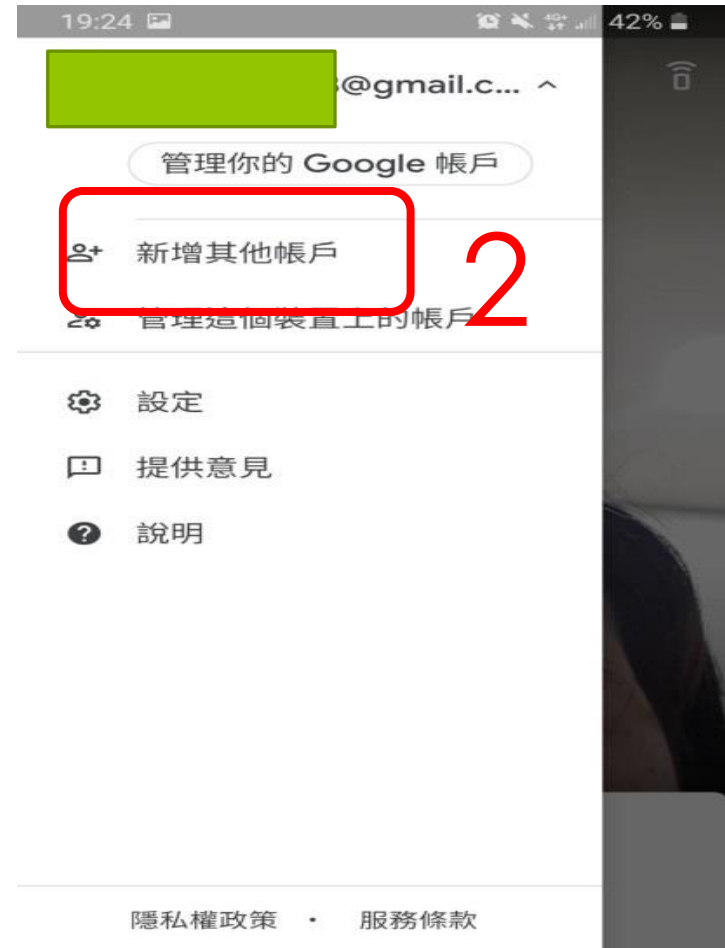 19:24 42%
@gmail.c...
管理你的 Google 帳戶
新增其他帳戶
2
管理這個裝置上的帳戶
設定
提供意見
說明
隱私權政策 · 服務條款